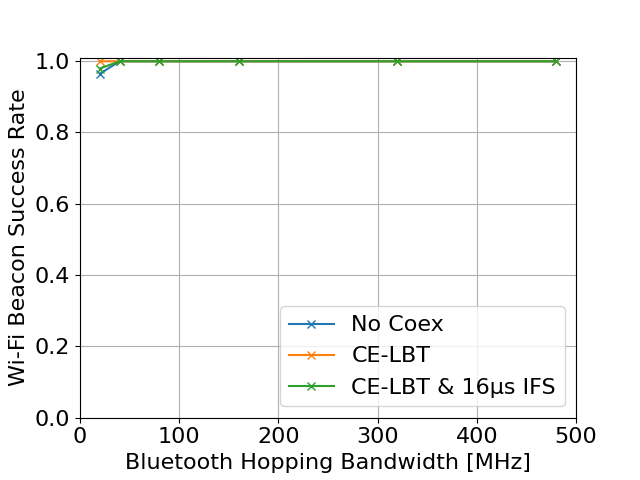 Wi-Fi Beacon Success Rate
1.0
0.8
0.6
0.4
0.2
0.0
No Coex
CE-LBT
CE-LBT & 16μs IFS
0 100 200 300 400 500
Bluetooth Hopping Bandwidth [MHz]